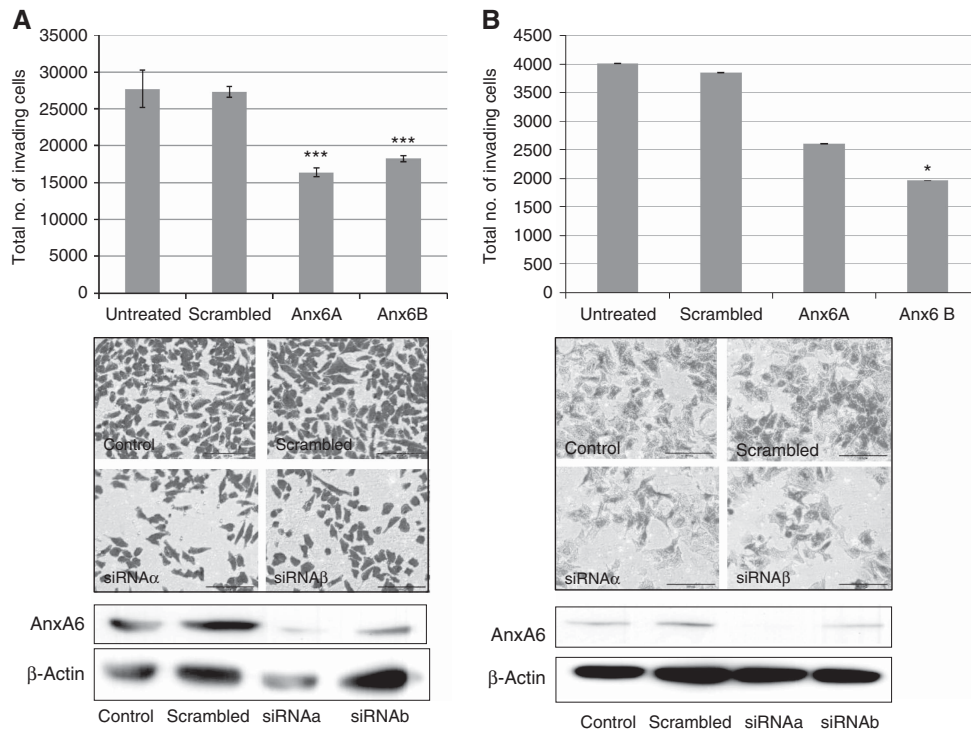 A
Total no. of invading cells
35000
30000
25000
20000
15000
10000
5000
0
***
***
Untreated Scrambled Anx6A Anx6B
Control
Scrambled
siRNAα
siRNAβ
AnxA6
β-Actin
Control Scrambled siRNAa siRNAb
B
Total no. of invading cells
4500
4000
3500
3000
2500
2000
1500
1000
500
0
*
Untreated Scrambled Anx6A Anx6 B
Control
Scrambled
siRNAα
siRNAβ
AnxA6
β-Actin
Control Scrambled siRNAa siRNAb